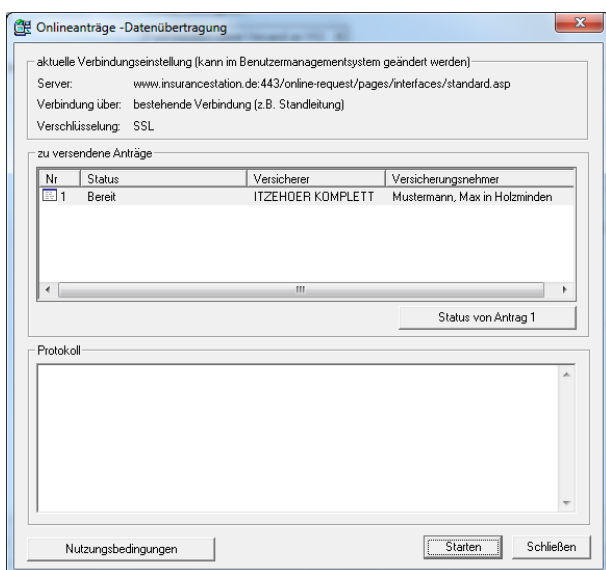 Onlineanträge -Datenübertragung
aktuelle Verbindungseinstellung (kann im Benutzermanagementsystem geändert werden)
Server: www.insurancestation.de:443/online-request/pages/interfaces/standard.asp
Verbindung über: bestehende Verbindung (z.B. Standleitung)
Verschlüsselung: SSL
zu versendene Anträge
Nr Status Versicherer Versicherungsnehmer
1 Bereit ITZEHOER KOMPLETT Mustermann, Max in Holzminden
Status von Antrag 1
Protokoll
Nutzungsbedingungen Starten Schließen